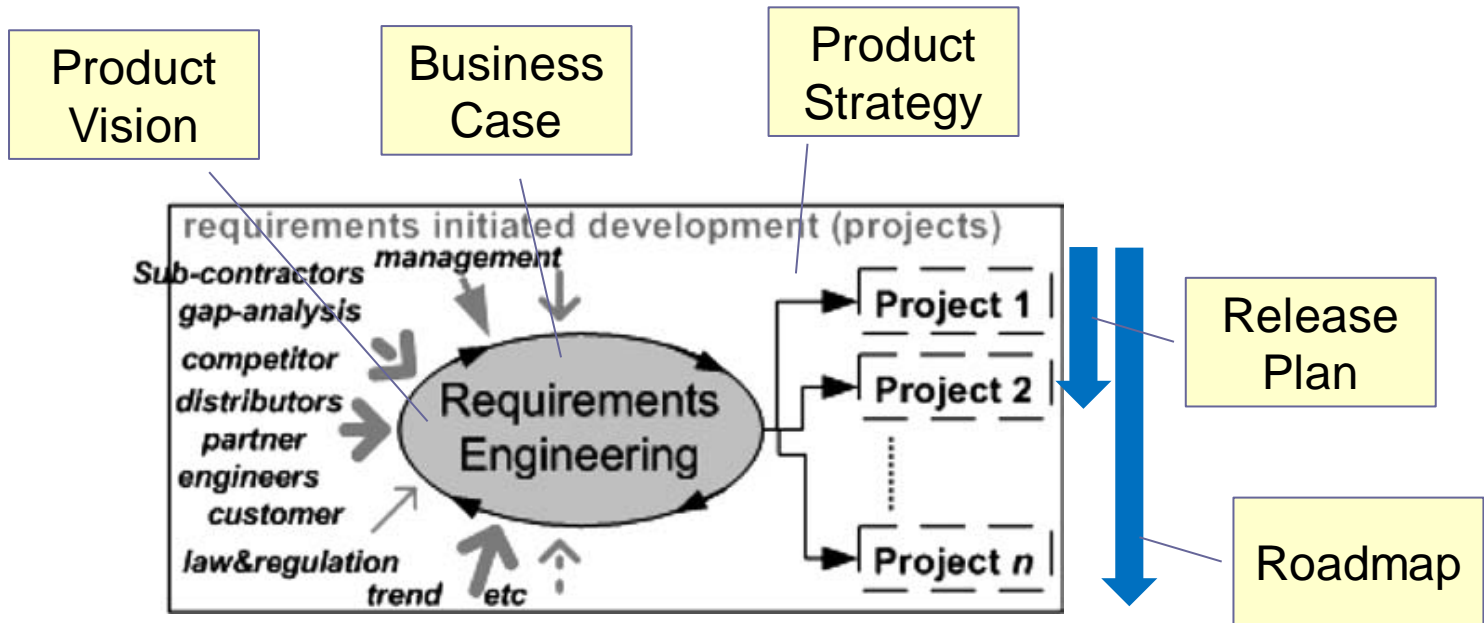 Product
Vision
Business
Case
Product
Strategy
requirements initiated development (projects)
management
Sub-contractors
gap-analysis
competitor
distributors
partner
engineers
customer
law&regulation
trend
etc
Requirements
Engineering
Project 1
Project 2
Project n
Release
Plan
Roadmap